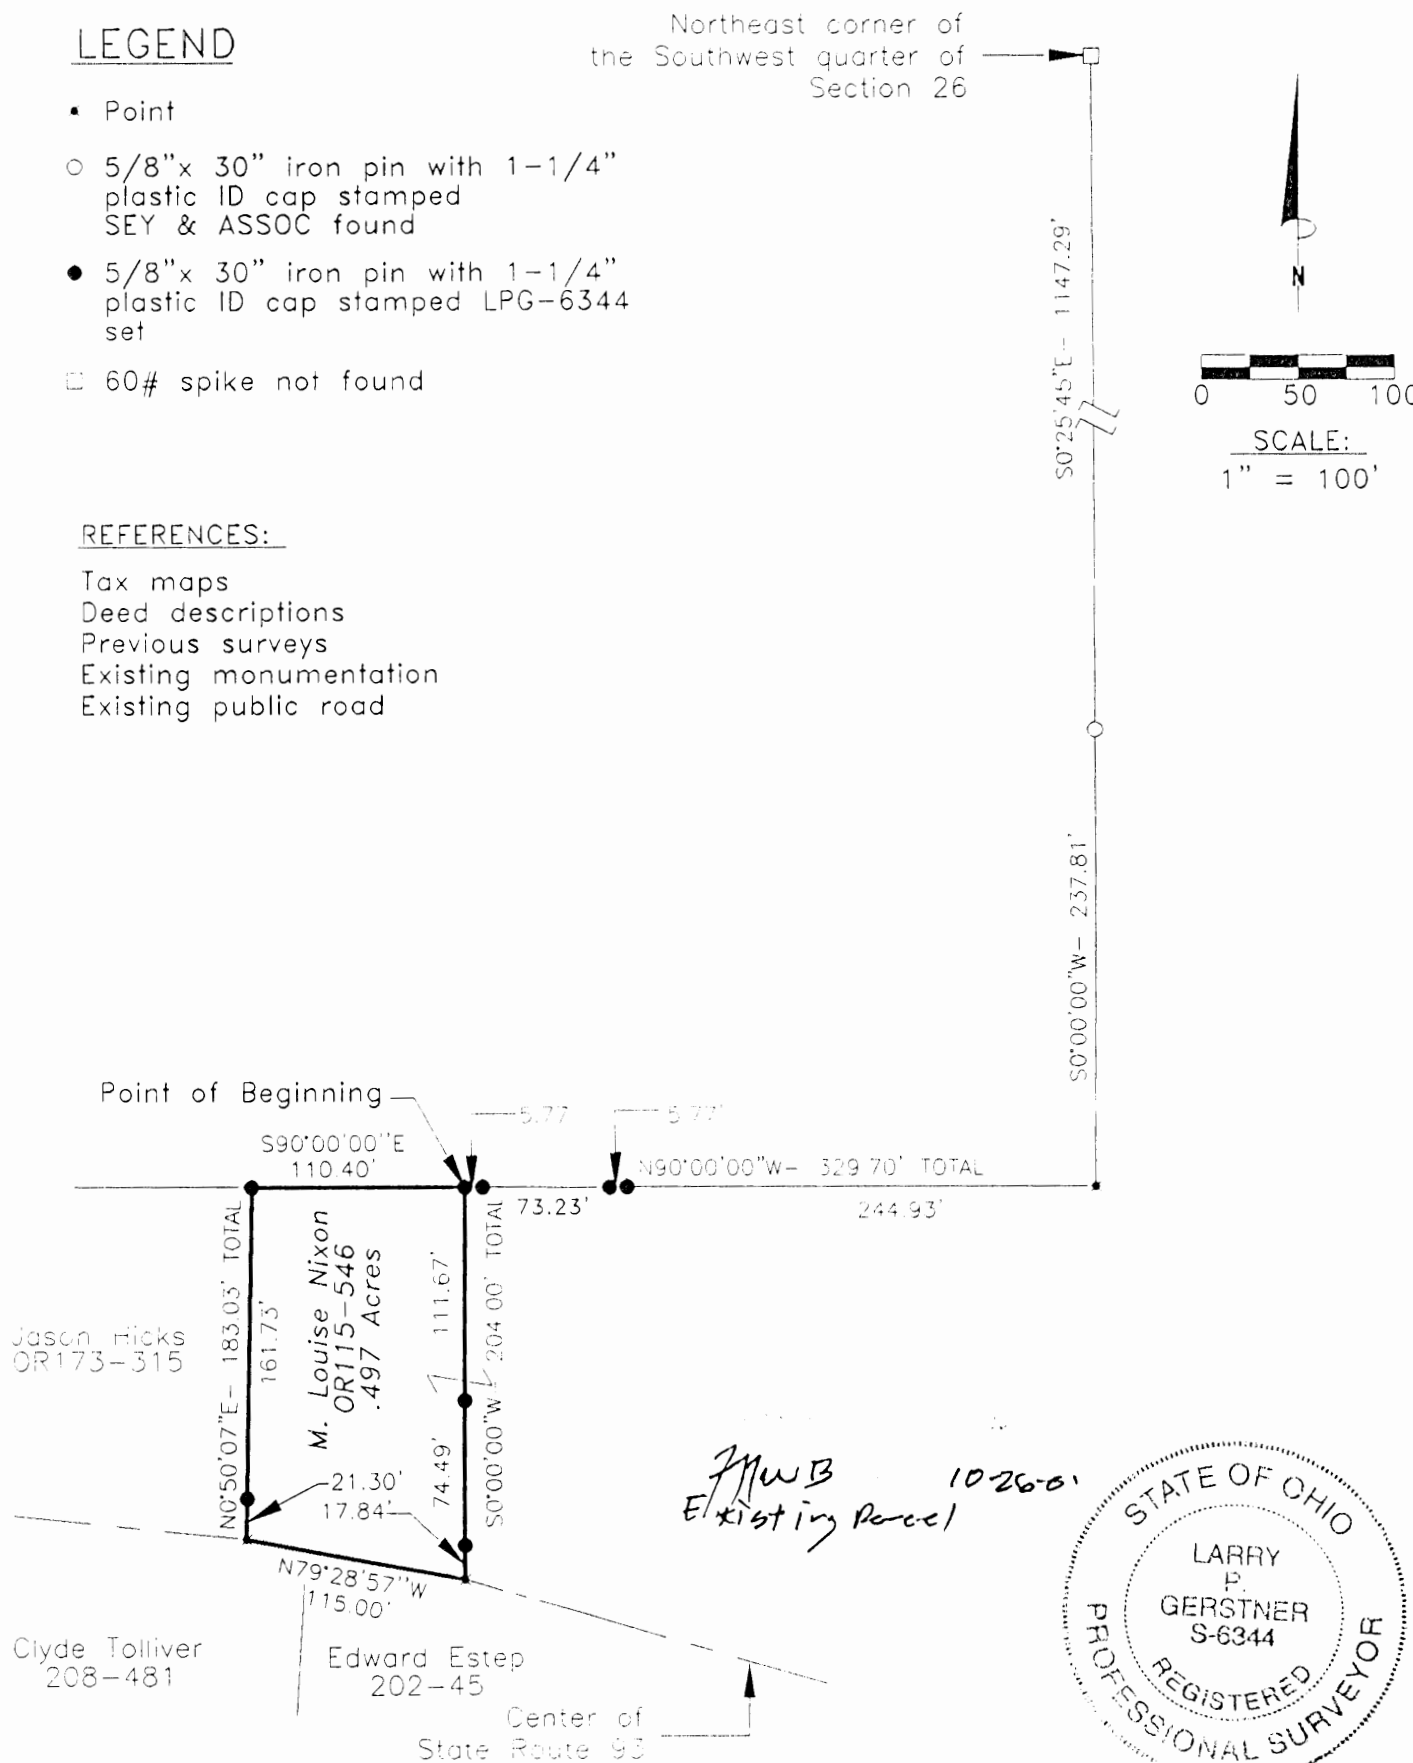 LEGEND
Northeast corner of
the Southwest quarter of
Section 26
Point
5/8"x 30" iron pin with 1-1/4"
plastic ID cap stamped
SEY & ASSOC found
5/8"x 30" iron pin with 1-1/4"
plastic ID cap stamped LPG-6344
set
60# spike not found
N
0 50 100
SCALE:
1" = 100'
S0°25'45"E- 1147.29'
REFERENCES:
Tax maps
Deed descriptions
Previous surveys
Existing monumentation
Existing public road
S0°00'00"W- 237.81'
Point of Beginning
5.77
5.77'
S90°00'00"E
110.40'
N90°00'00"W- 329.70' TOTAL
73.23'
244.93'
N0°50'07"E- 183.03' TOTAL
161.73'
M. Louise Nixon
OR115-546
.497 Acres
111.67'
74.49'
S0°00'00"W- 204.00' TOTAL
Jason Hicks
OR173-315
21.30'
17.84'
N79°28'57"W
115.00'
Clyde Tolliver
208-481
Edward Estep
202-45
Center of
State Route 93
Existing Parcel
STATE OF OHIO
LARRY
P.
GERSTNER
S-6344
REGISTERED
PROFESSIONAL SURVEYOR